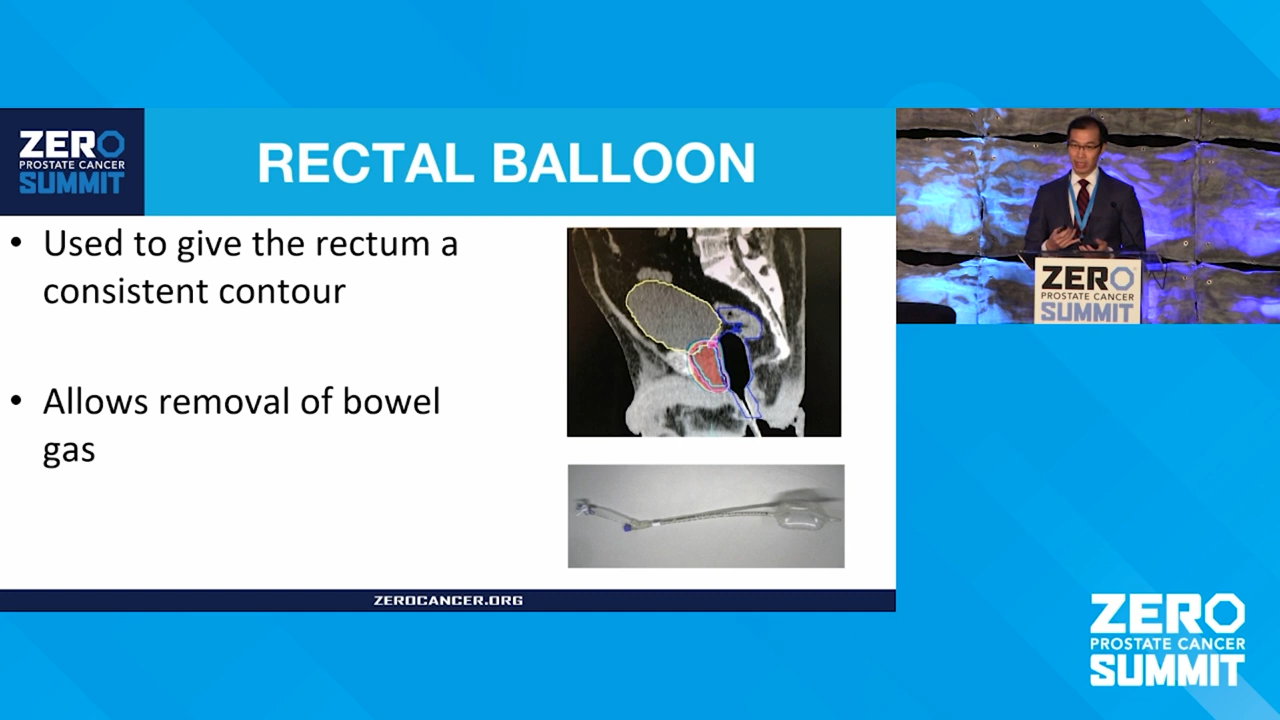 ZERO
PROSTATE CANCER
SUMMIT
RECTAL BALLOON
• Used to give the rectum a
consistent contour
• Allows removal of bowel
gas
ZEROCANCER.ORG
ZERO
PROSTATE CANCER
SUMMIT
ZERO
PROSTATE CANCER
SUMMIT